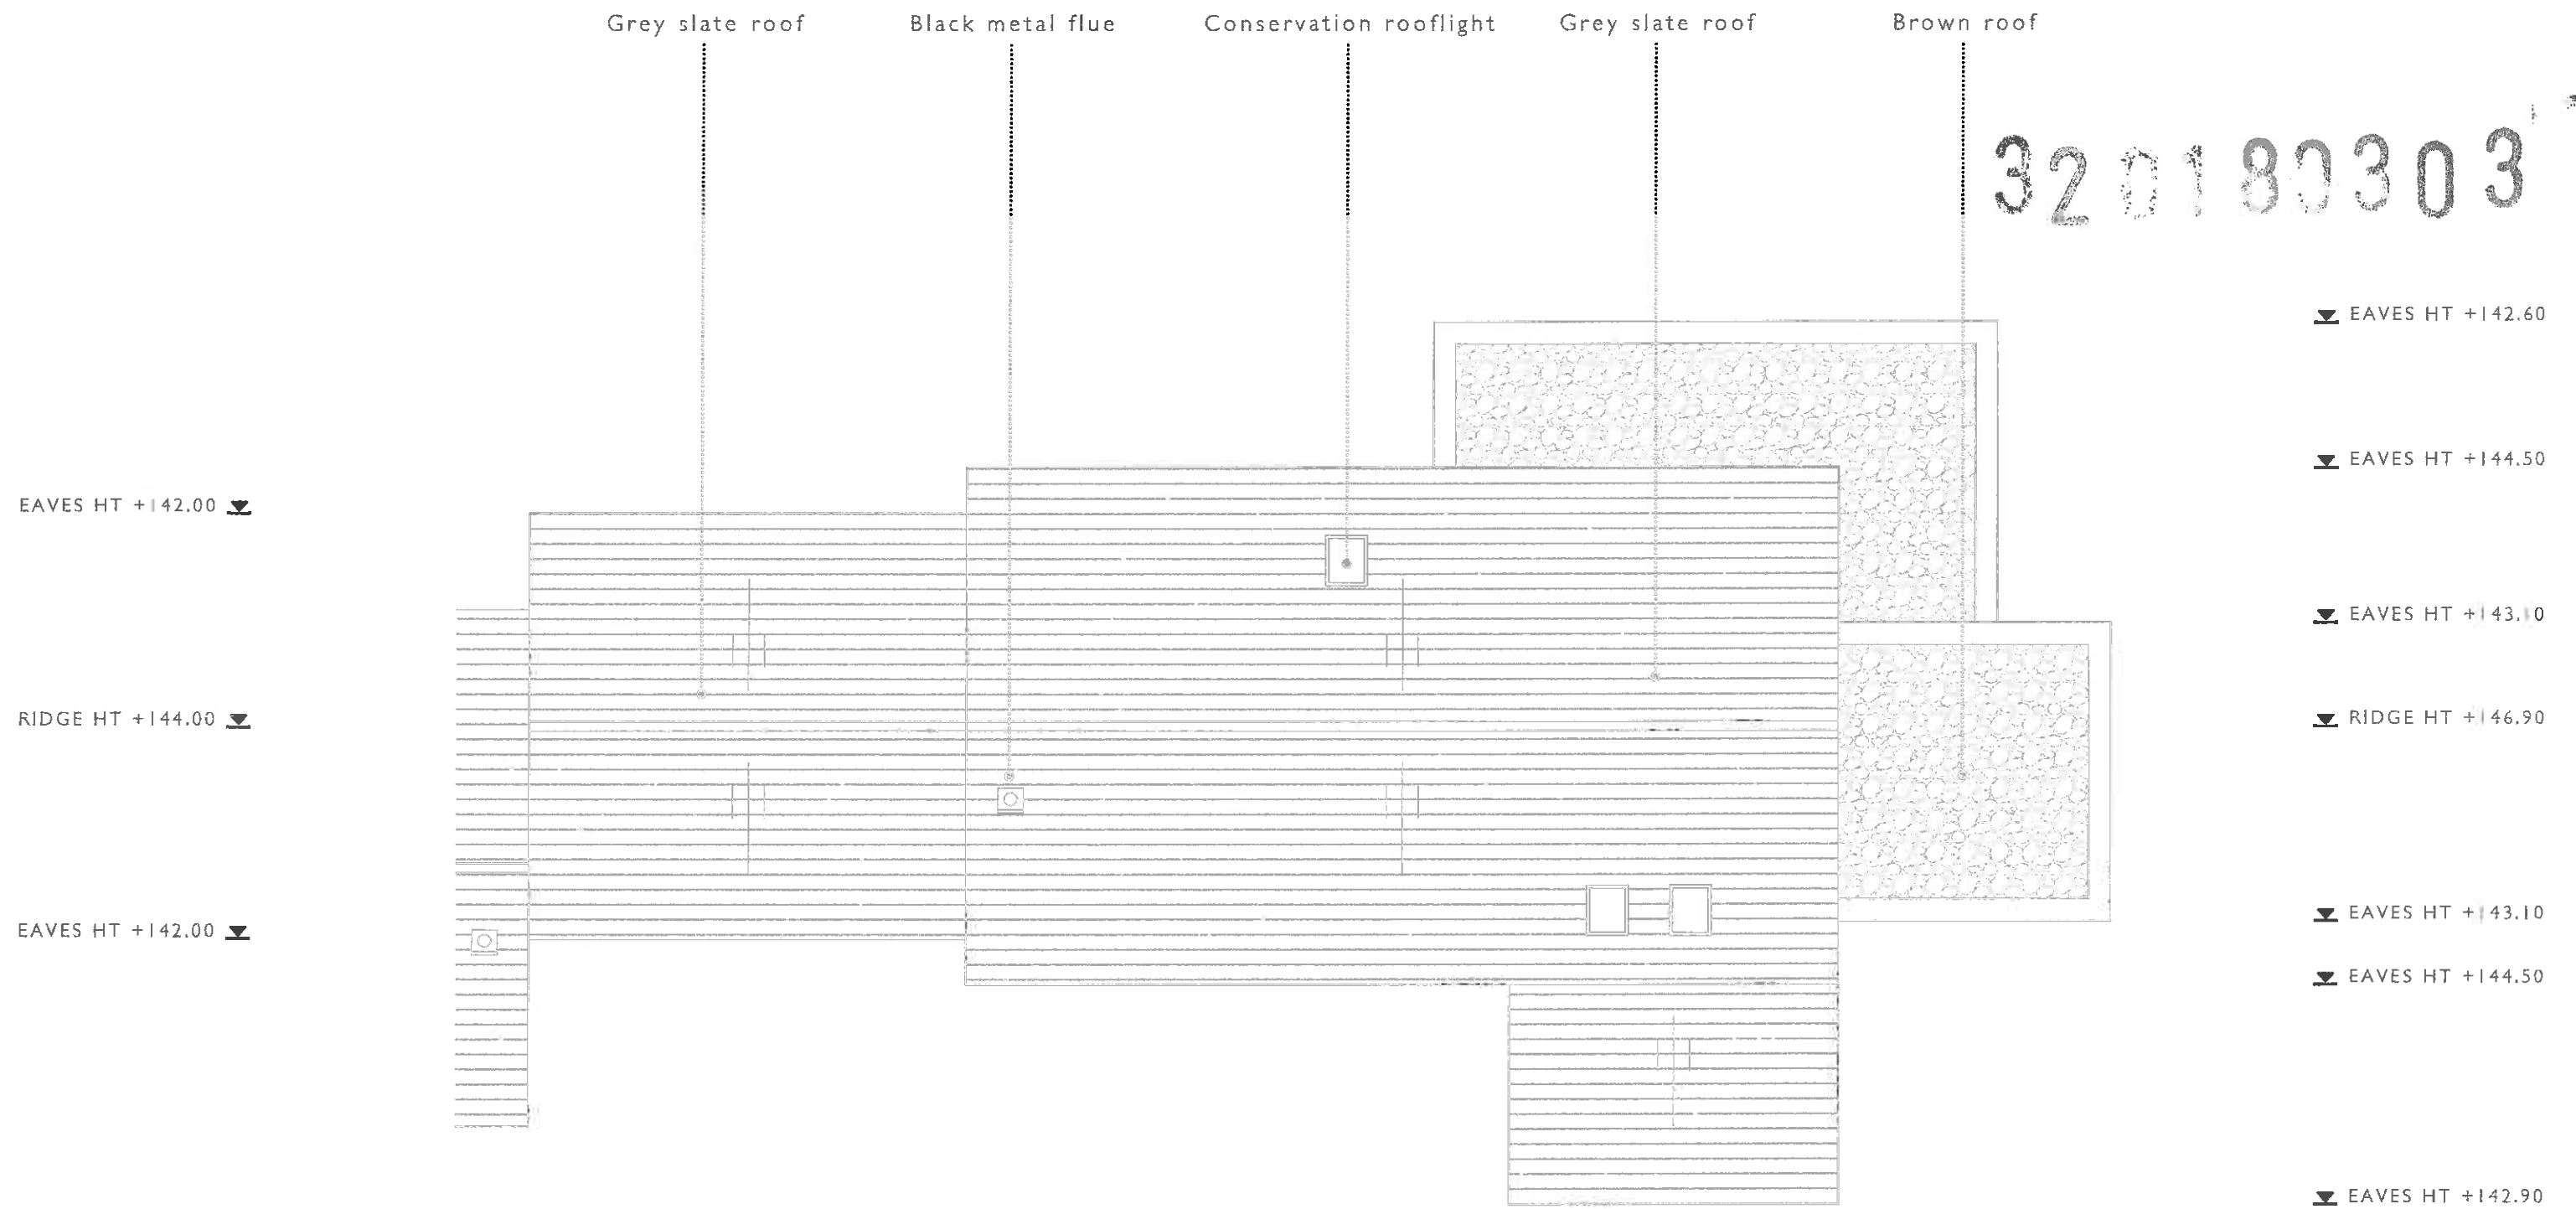 Grey slate roof
Black metal flue
Conservation rooflight
Grey slate roof
Brown roof
320180303
EAVES HT +142.60
EAVES HT +144.50
EAVES HT +142.00
EAVES HT +143.10
RIDGE HT +144.00
RIDGE HT +146.90
EAVES HT +143.10
EAVES HT +142.00
EAVES HT +144.50
EAVES HT +142.90